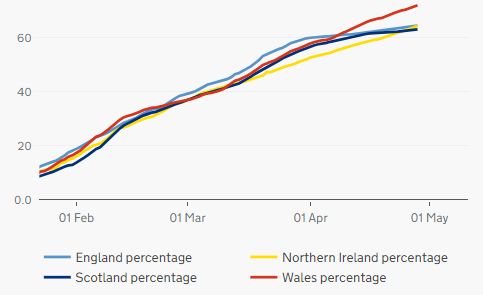 60
40
20
0.0
01 Feb 01 Mar 01 Apr 01 May
England percentage Northern Ireland percentage
Scotland percentage Wales percentage